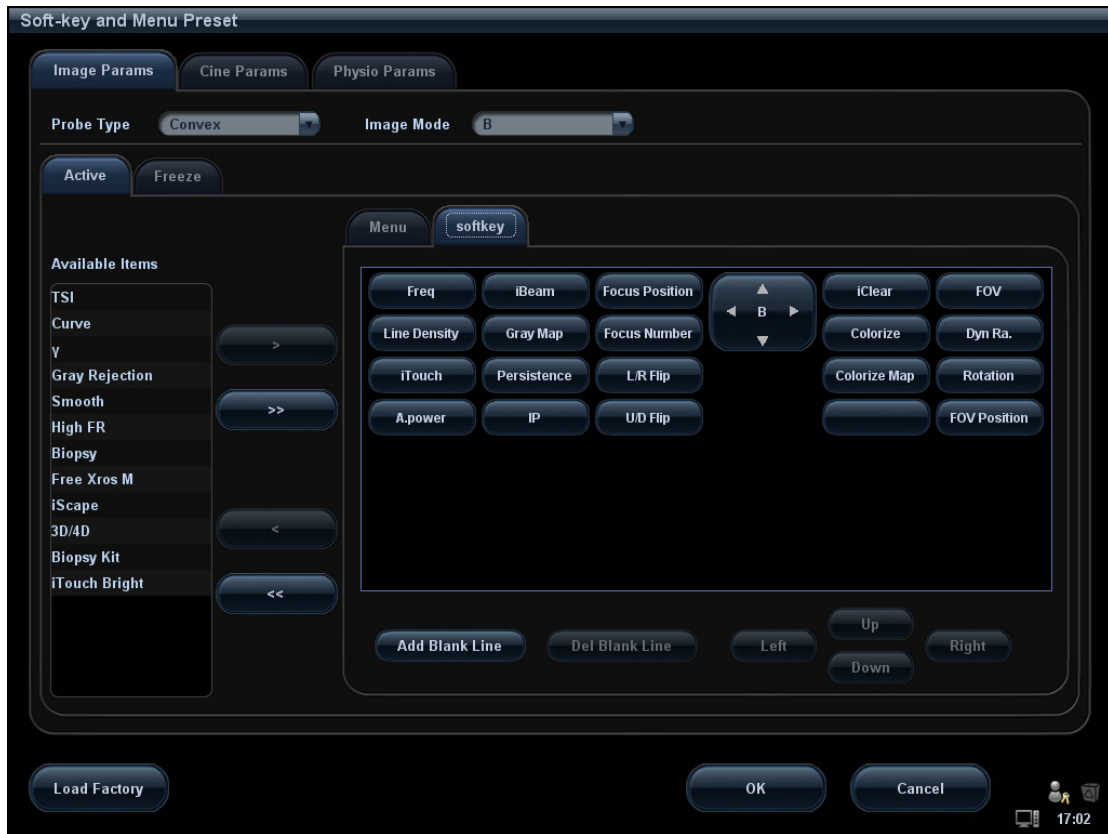 Soft-key and Menu Preset
Image Params Cine Params Physio Params
Probe Type Convex Image Mode B
Active Freeze
Menu softkey
Available Items
TSI
Curve
γ
Gray Rejection
Smooth
High FR
Biopsy
Free Xros M
iScape
3D/4D
Biopsy Kit
iTouch Bright
>
>>
<
<<
Freq iBeam Focus Position B iClear FOV
Line Density Gray Map Focus Number Colorize Dyn Ra.
iTouch Persistence L/R Flip Colorize Map Rotation
A.power IP U/D Flip FOV Position
Add Blank Line Del Blank Line Left Up Down Right
Load Factory OK Cancel
17:02